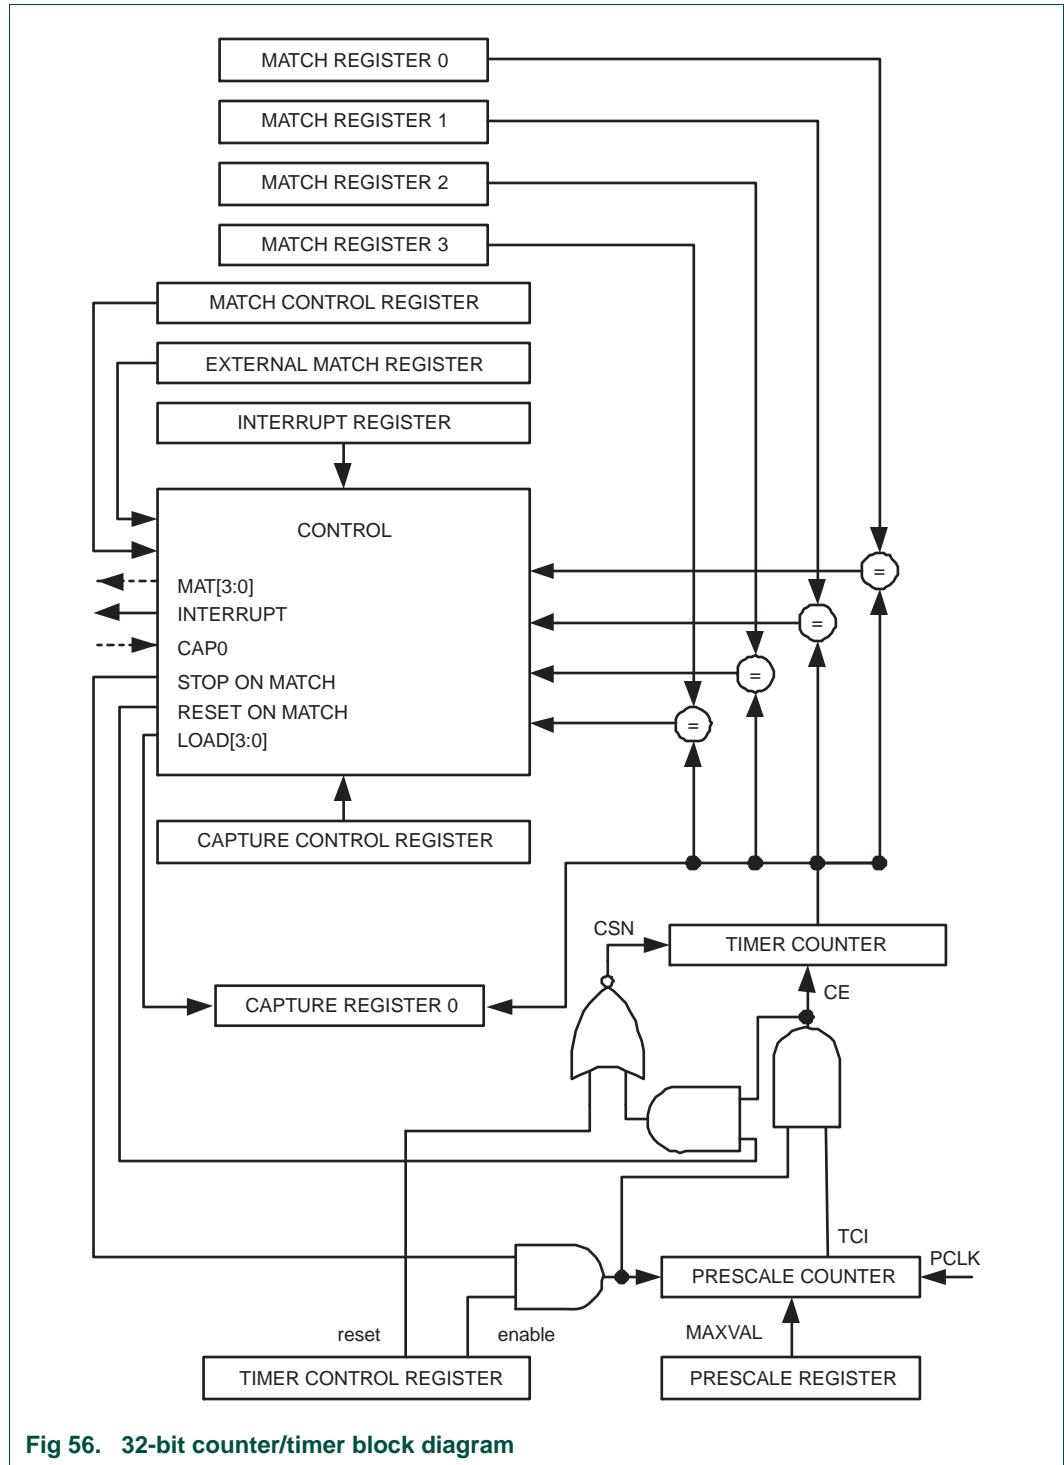 MATCH REGISTER 0
MATCH REGISTER 1
MATCH REGISTER 2
MATCH REGISTER 3
MATCH CONTROL REGISTER
EXTERNAL MATCH REGISTER
INTERRUPT REGISTER
CONTROL
MAT[3:0]
INTERRUPT
CAP0
STOP ON MATCH
RESET ON MATCH
LOAD[3:0]
=
=
=
=
CAPTURE CONTROL REGISTER
CSN
TIMER COUNTER
CE
CAPTURE REGISTER 0
TCI
PCLK
PRESCALE COUNTER
reset
enable
MAXVAL
TIMER CONTROL REGISTER
PRESCALE REGISTER
Fig 56. 32-bit counter/timer block diagram